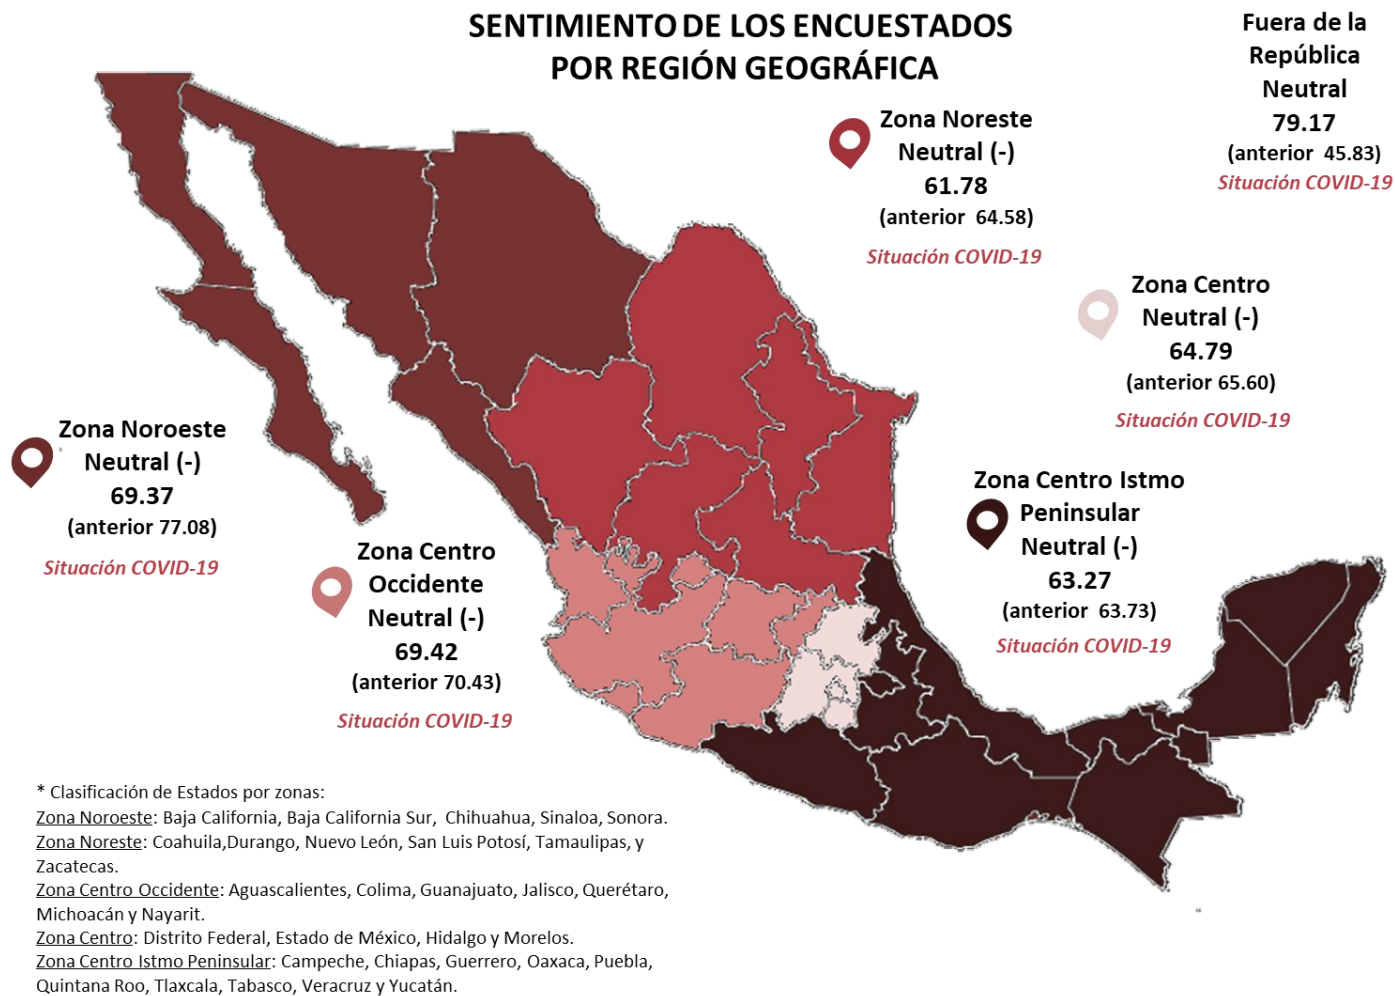 SENTIMIENTO DE LOS ENCUESTADOS
POR REGIÓN GEOGRÁFICA
Fuera de la
República
Neutral
79.17
(anterior 45.83)
Situación COVID-19
Zona Noreste
Neutral (-)
61.78
(anterior 64.58)
Situación COVID-19
Zona Centro
Neutral (-)
64.79
(anterior 65.60)
Situación COVID-19
Zona Noroeste
Neutral (-)
69.37
(anterior 77.08)
Situación COVID-19
Zona Centro Istmo
Peninsular
Neutral (-)
63.27
(anterior 63.73)
Situación COVID-19
Zona Centro
Occidente
Neutral (-)
69.42
(anterior 70.43)
Situación COVID-19
* Clasificación de Estados por zonas:
Zona Noroeste: Baja California, Baja California Sur, Chihuahua, Sinaloa, Sonora.
Zona Noreste: Coahuila,Durango, Nuevo León, San Luis Potosí, Tamaulipas, y
Zacatecas.
Zona Centro Occidente: Aguascalientes, Colima, Guanajuato, Jalisco, Querétaro,
Michoacán y Nayarit.
Zona Centro: Distrito Federal, Estado de México, Hidalgo y Morelos.
Zona Centro Istmo Peninsular: Campeche, Chiapas, Guerrero, Oaxaca, Puebla,
Quintana Roo, Tlaxcala, Tabasco, Veracruz y Yucatán.